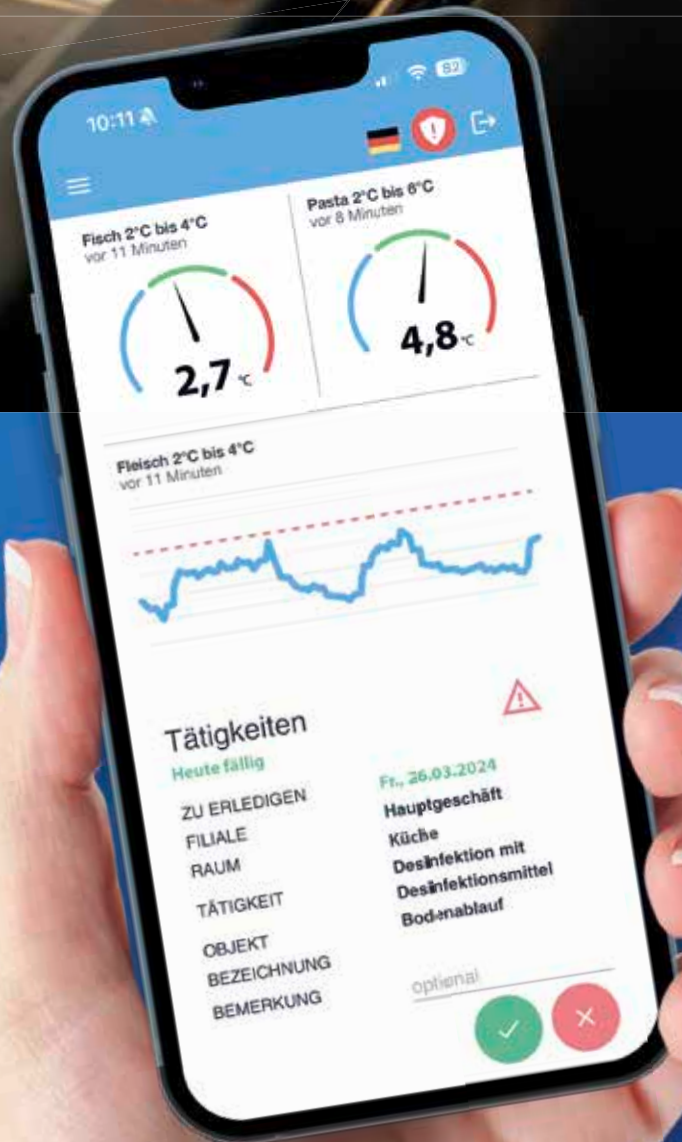 10:11
82
Fisch 2°C bis 4°C
vor 11 Minuten
2,7 °C
Pasta 2°C bis 6°C
vor 8 Minuten
4,8 °C
Fleisch 2°C bis 4°C
vor 11 Minuten
Tätigkeiten
Heute fällig
ZU ERLEDIGEN Fr., 26.03.2024
FILIALE Hauptgeschäft
RAUM Küche
TÄTIGKEIT Desinfektion mit
Desinfektionsmittel
OBJEKT Bodenablauf
BEZEICHNUNG
BEMERKUNG optional